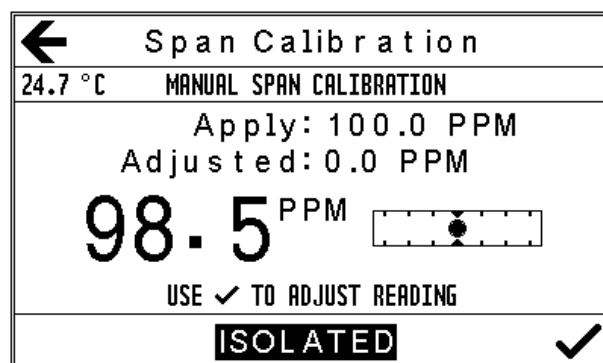 Span Calibration
24.7 °C MANUAL SPAN CALIBRATION
Apply: 100.0 PPM
Adjusted: 0.0 PPM
98.5 PPM
USE ✓ TO ADJUST READING
ISOLATED